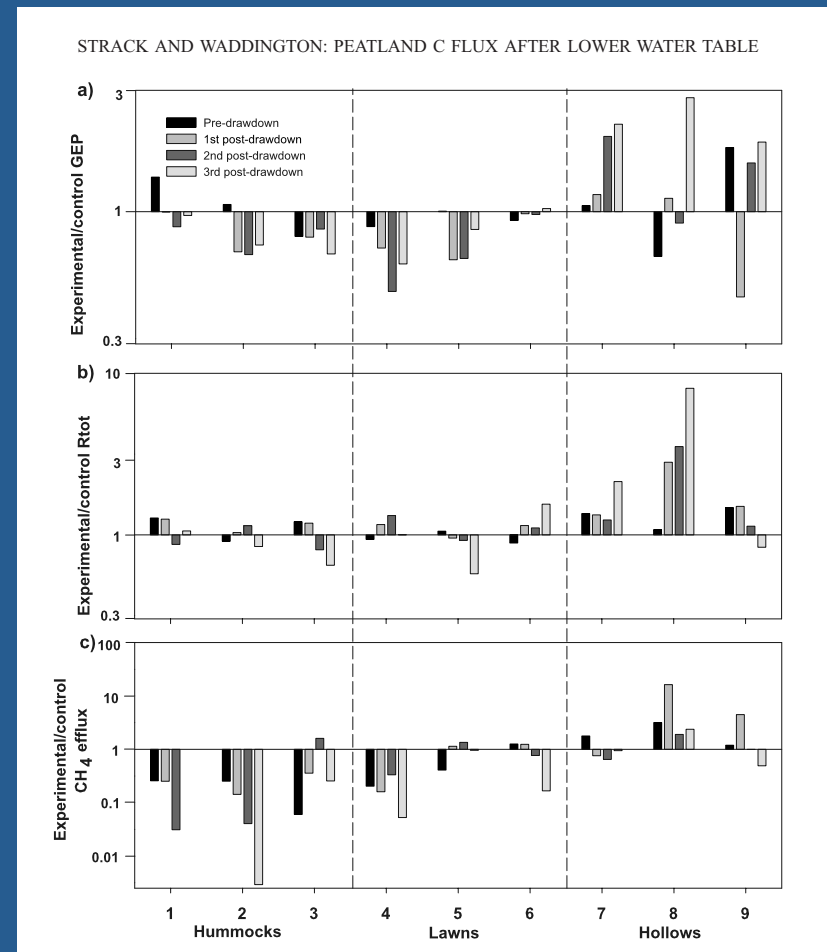 STRACK AND WADDINGTON: PEATLAND C FLUX AFTER LOWER WATER TABLE
a)
3
Pre-drawdown
1st post-drawdown
2nd post-drawdown
3rd post-drawdown
Experimental/control GEP
1
0.3
b)
10
Experimental/control Rtot
3
1
0.3
c)
100
Experimental/control
CH4 efflux
10
1
0.1
0.01
1 2 3 4 5 6 7 8 9
Hummocks Lawns Hollows